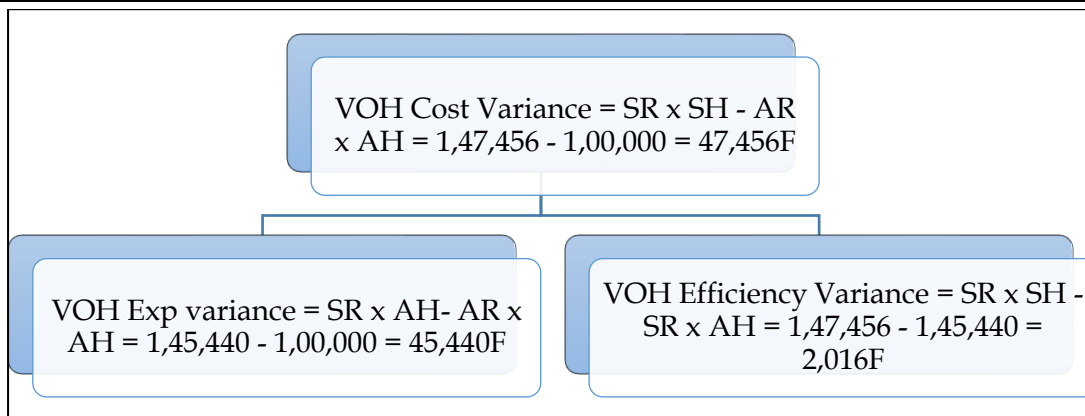 VOH Cost Variance = SR x SH - AR
x AH = 1,47,456 - 1,00,000 = 47,456F
VOH Exp variance = SR x AH- AR x
AH = 1,45,440 - 1,00,000 = 45,440F
VOH Efficiency Variance = SR x SH -
SR x AH = 1,47,456 - 1,45,440 =
2,016F